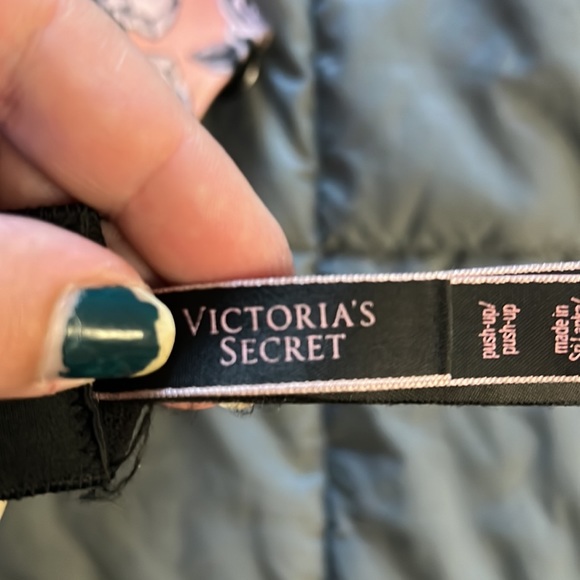 VICTORIA'S
SECRET
push-up/
push-up
made in